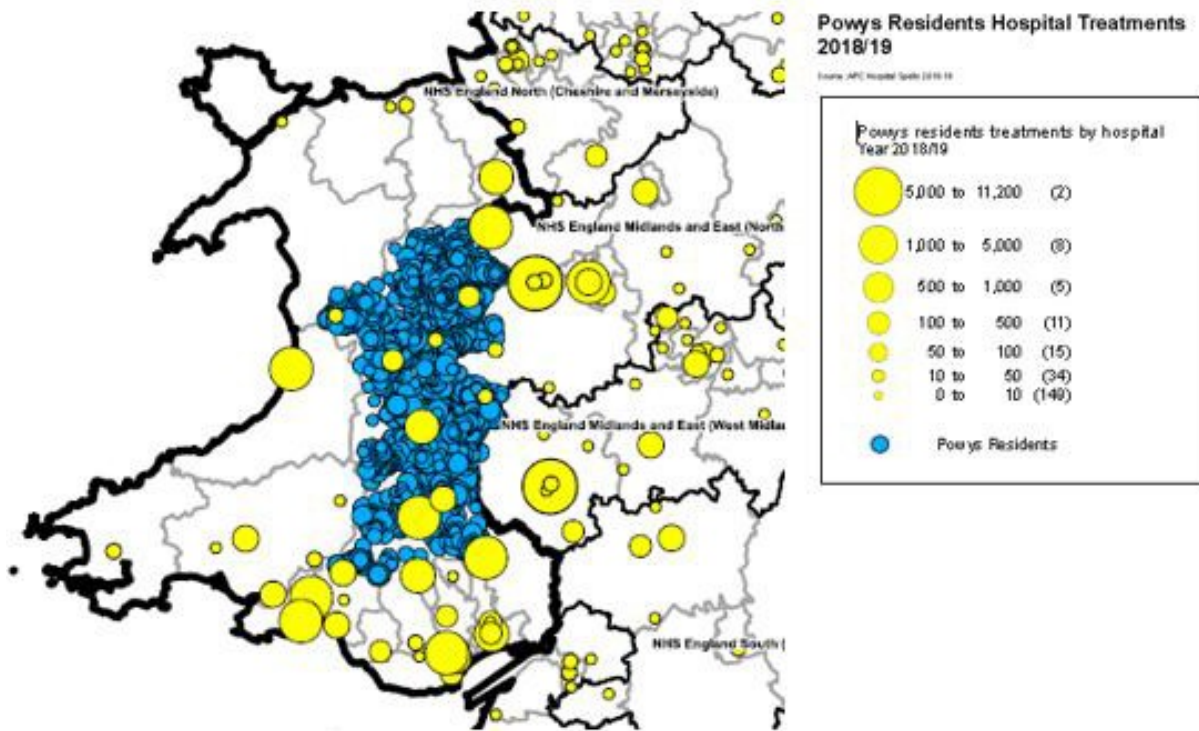 Powys Residents Hospital Treatments
2018/19
Powys residents treatments by hospital
Year 2018/19
5,000 to 11,200 (2)
1,000 to 5,000 (8)
500 to 1,000 (5)
100 to 500 (11)
50 to 100 (15)
10 to 50 (34)
0 to 10 (149)
Powys Residents
NHS England North (Cheshire and Merseyside)
NHS England Midlands and East (North
NHS England Midlands and East (West Midla
NHS England South (